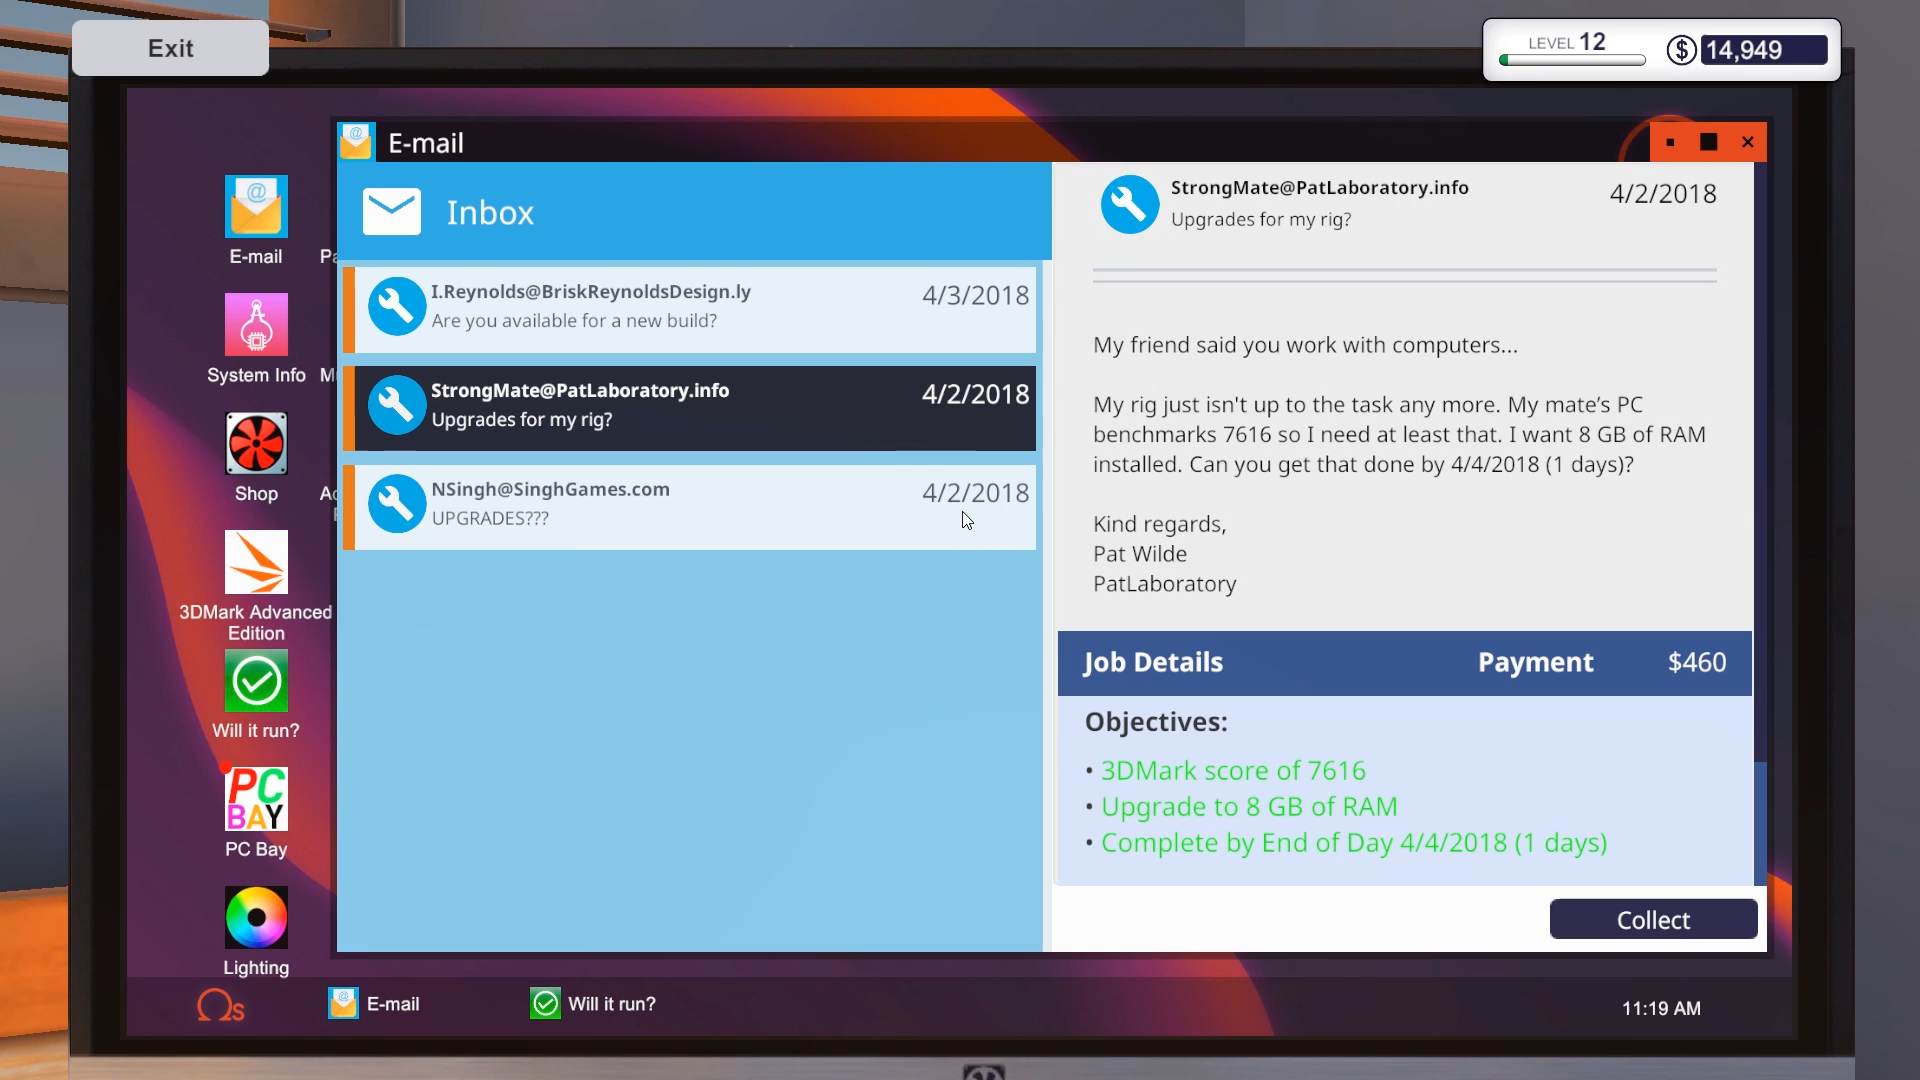 Exit
LEVEL 12
$ 14,949
E-mail
Inbox
I.Reynolds@BriskReynoldsDesign.ly
4/3/2018
Are you available for a new build?
StrongMate@PatLaboratory.info
4/2/2018
Upgrades for my rig?
NSingh@SinghGames.com
4/2/2018
UPGRADES???
StrongMate@PatLaboratory.info
4/2/2018
Upgrades for my rig?
My friend said you work with computers...
My rig just isn't up to the task any more. My mate’s PC
benchmarks 7616 so I need at least that. I want 8 GB of RAM
installed. Can you get that done by 4/4/2018 (1 days)?
Kind regards,
Pat Wilde
PatLaboratory
Job Details
Payment
$460
Objectives:
• 3DMark score of 7616
• Upgrade to 8 GB of RAM
• Complete by End of Day 4/4/2018 (1 days)
Collect
E-mail
System Info
Shop
3DMark Advanced
Edition
Will it run?
PC
BAY
PC Bay
Lighting
E-mail
Will it run?
11:19 AM